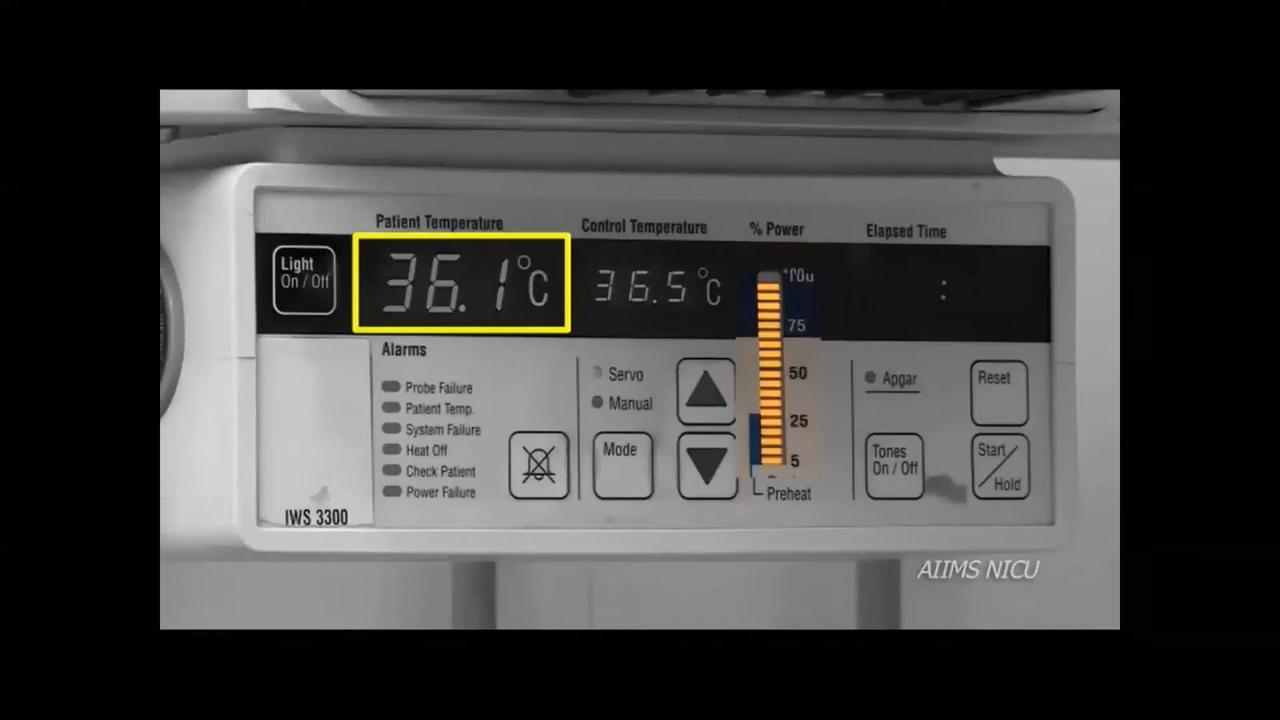 Patient Temperature
Control Temperature
% Power
Elapsed Time
Light
On / Off
36.1°C
36.5°C
100
:
75
Alarms
Probe Failure
Patient Temp.
System Failure
Heat Off
Check Patient
Power Failure
Servo
Manual
Mode
50
25
5
Preheat
Apgar
Reset
Tones
On / Off
Start/
Hold
IWS 3300
AIIMS NICU